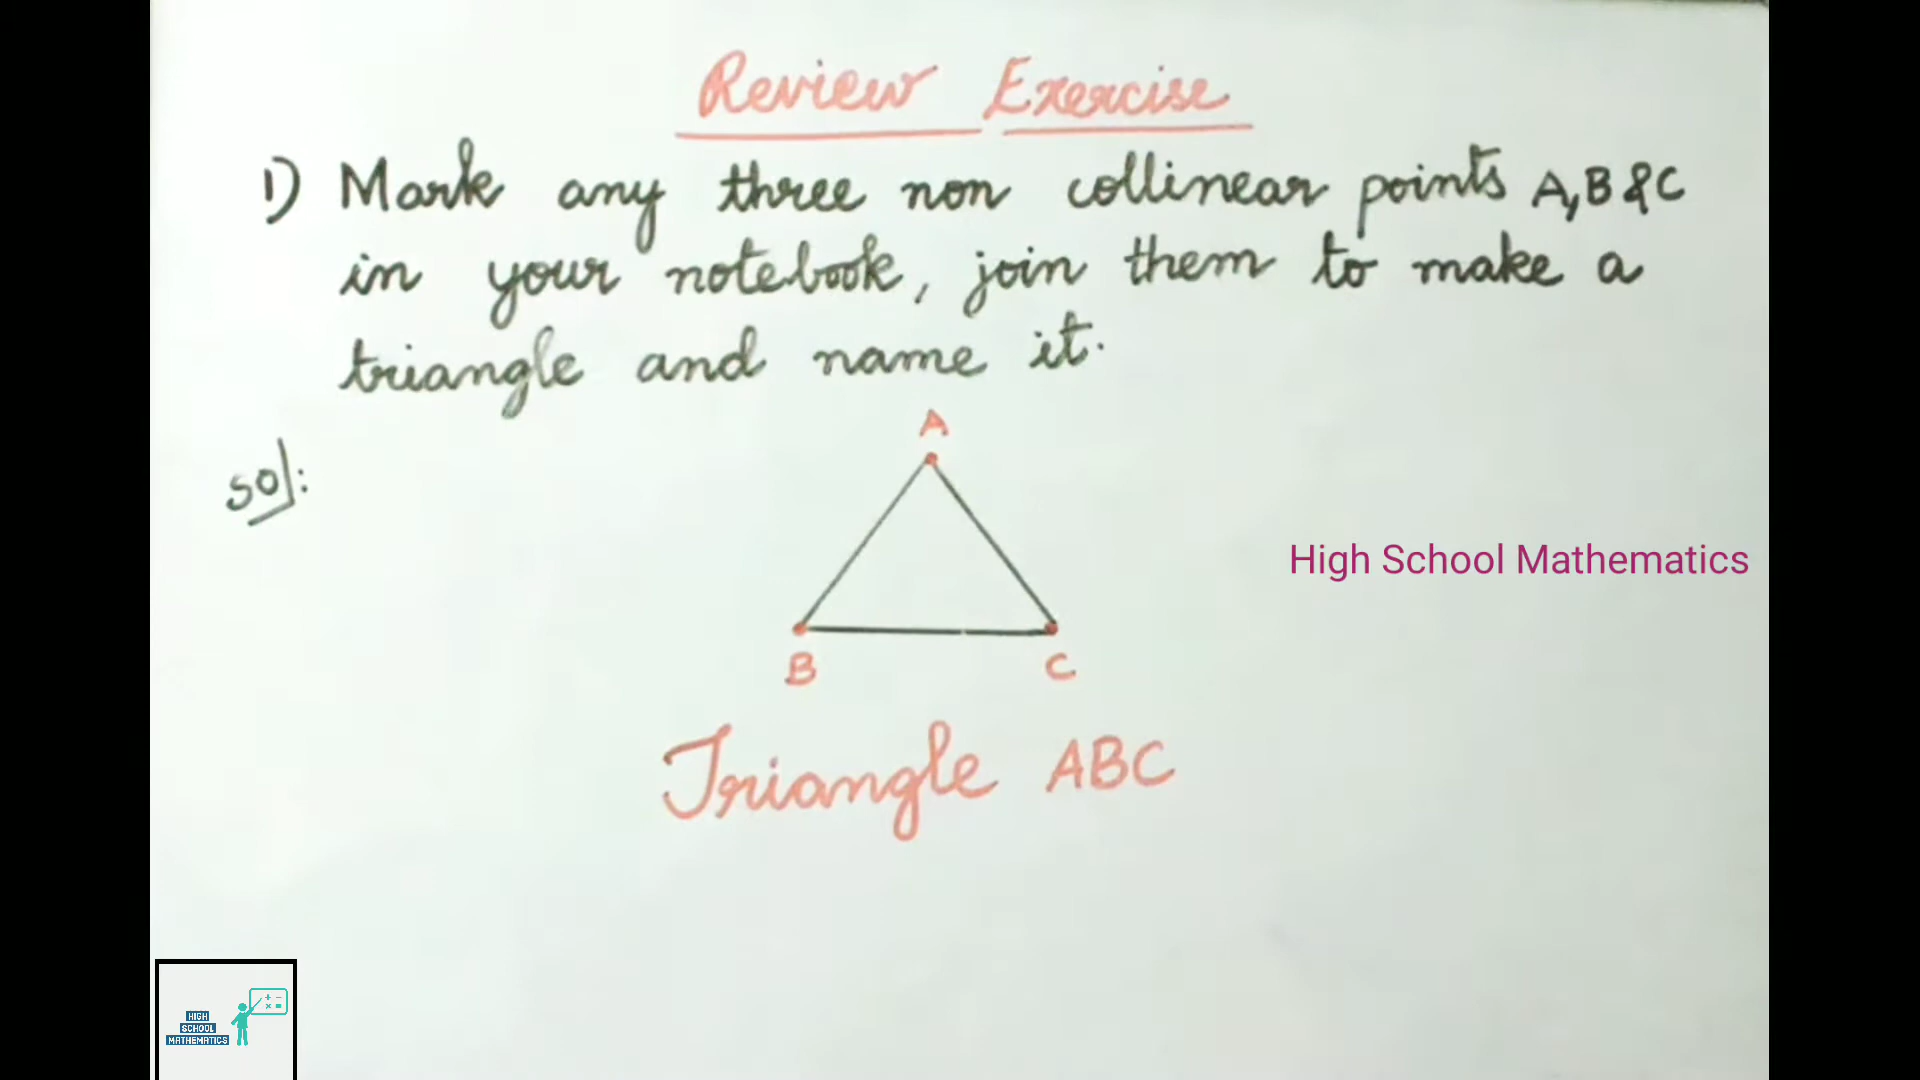 Review Exercise
1) Mark any three non collinear points A, B & C
in your notebook, join them to make a
triangle and name it.
Sol:
A
High School Mathematics
B C
Triangle ABC
HIGH
SCHOOL
MATHEMATICS